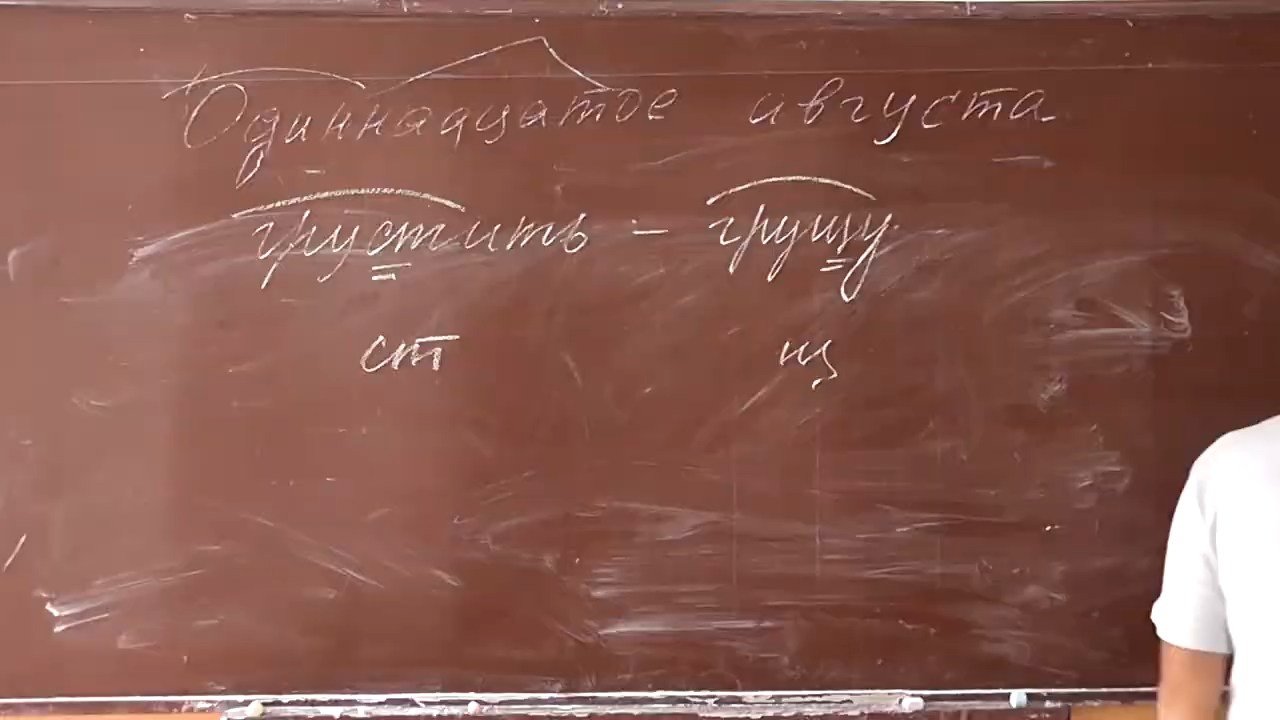 Одиннадцатое августа
грустить – грущу
ст щ